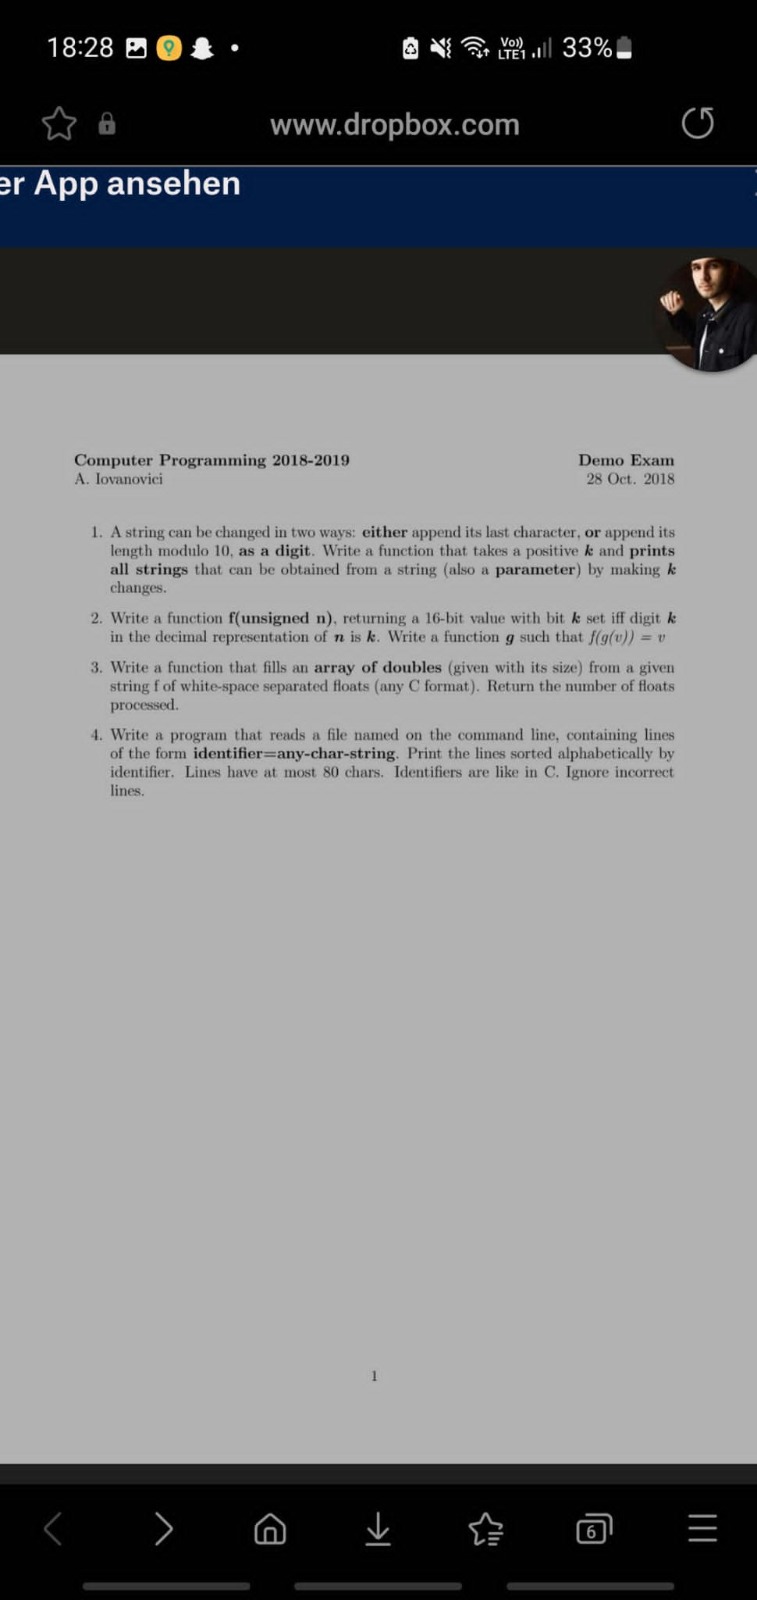 18:28
Vo))
LTE1
33%
www.dropbox.com
er App ansehen
Computer Programming 2018-2019
Demo Exam
A. Iovanovici
28 Oct. 2018
1. A string can be changed in two ways: either append its last character, or append its
length modulo 10, as a digit. Write a function that takes a positive k and prints
all strings that can be obtained from a string (also a parameter) by making k
changes.
2. Write a function f(unsigned n), returning a 16-bit value with bit k set iff digit k
in the decimal representation of n is k. Write a function g such that f(g(v)) = v
3. Write a function that fills an array of doubles (given with its size) from a given
string f of white-space separated floats (any C format). Return the number of floats
processed.
4. Write a program that reads a file named on the command line, containing lines
of the form identifier=any-char-string. Print the lines sorted alphabetically by
identifier. Lines have at most 80 chars. Identifiers are like in C. Ignore incorrect
lines.
1
6